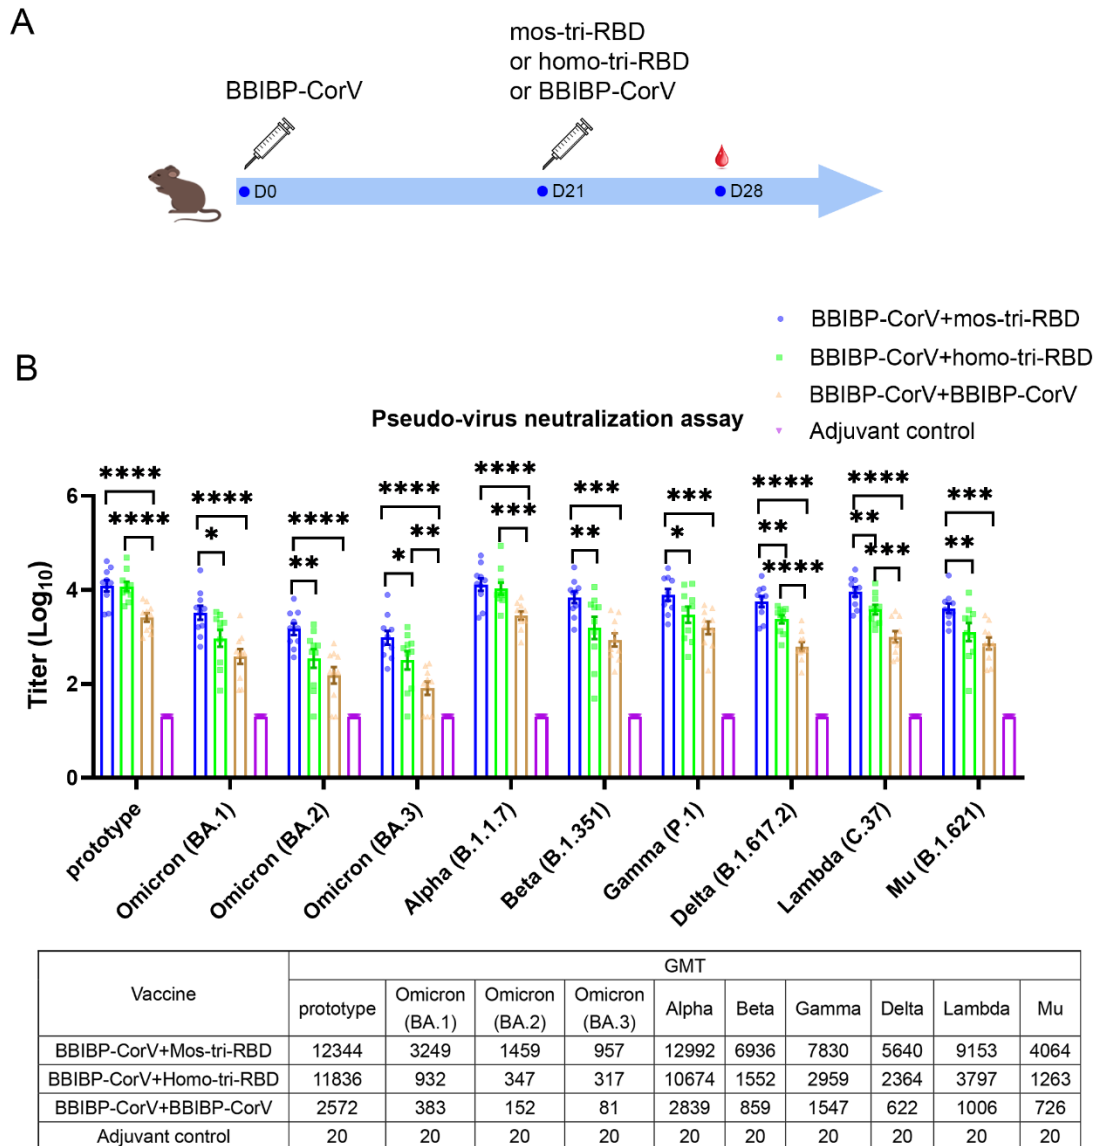 A
BBIBP-CorV
mos-tri-RBD
or homo-tri-RBD
or BBIBP-CorV
D0
D21
D28
BBIBP-CorV+mos-tri-RBD
BBIBP-CorV+homo-tri-RBD
BBIBP-CorV+BBIBP-CorV
Adjuvant control
B
Pseudo-virus neutralization assay
**** **** **** * **** ** **** ** * **** *** *** ** *** * **** ** **** **** ** *** *** **
Titer (Log10)
6
4
2
0
prototype
Omicron (BA.1)
Omicron (BA.2)
Omicron (BA.3)
Alpha (B.1.1.7)
Beta (B.1.351)
Gamma (P.1)
Delta (B.1.617.2)
Lambda (C.37)
Mu (B.1.621)
Vaccine GMT
prototype Omicron (BA.1) Omicron (BA.2) Omicron (BA.3) Alpha Beta Gamma Delta Lambda Mu
BBIBP-CorV+Mos-tri-RBD 12344 3249 1459 957 12992 6936 7830 5640 9153 4064
BBIBP-CorV+Homo-tri-RBD 11836 932 347 317 10674 1552 2959 2364 3797 1263
BBIBP-CorV+BBIBP-CorV 2572 383 152 81 2839 859 1547 622 1006 726
Adjuvant control 20 20 20 20 20 20 20 20 20 20